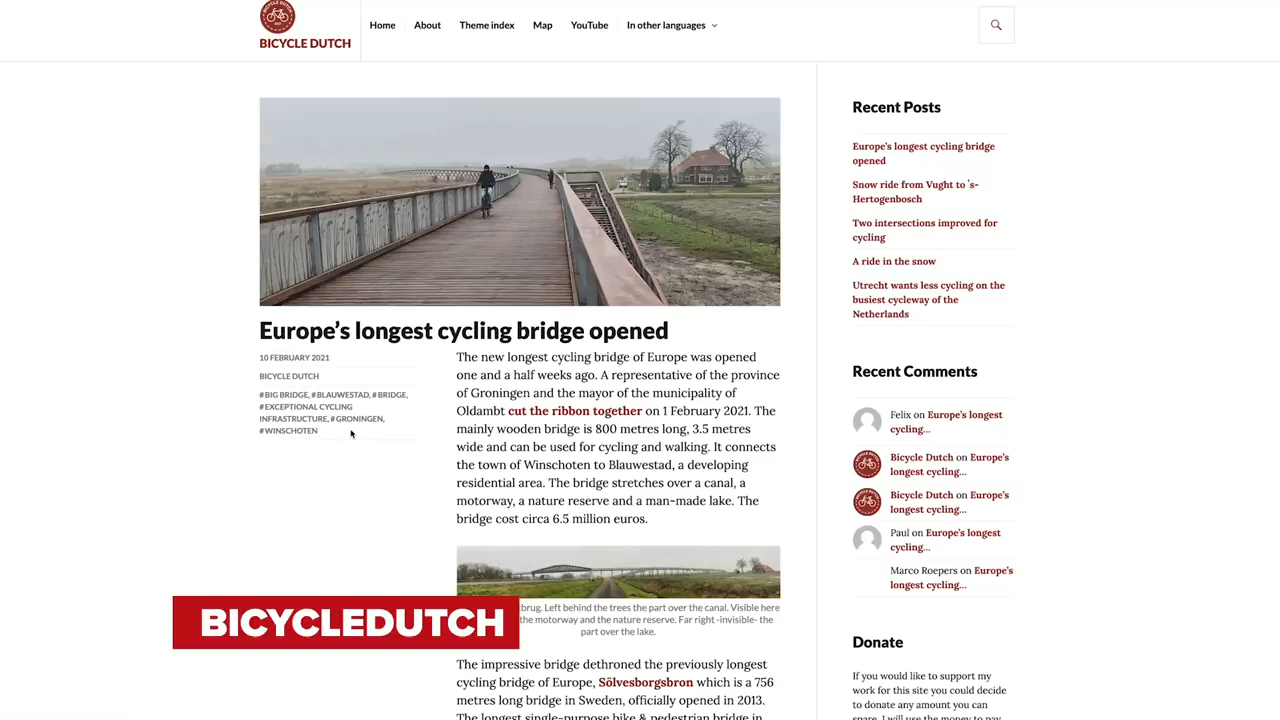 BICYCLE DUTCH
Home
About
Theme index
Map
YouTube
In other languages
Europe's longest cycling bridge opened
10 FEBRUARY 2021
BICYCLE DUTCH
#BIG BRIDGE, #BLAUWESTAD, #BRIDGE,
#EXCEPTIONAL CYCLING
INFRASTRUCTURE, #GRONINGEN,
#WINSCHOTEN
The new longest cycling bridge of Europe was opened
one and a half weeks ago. A representative of the province
of Groningen and the mayor of the municipality of
Oldambt cut the ribbon together on 1 February 2021. The
mainly wooden bridge is 800 metres long, 3.5 metres
wide and can be used for cycling and walking. It connects
the town of Winschoten to Blauwestad, a developing
residential area. The bridge stretches over a canal, a
motorway, a nature reserve and a man-made lake. The
bridge cost circa 6.5 million euros.
tbrug. Left behind the trees the part over the canal. Visible here
the motorway and the nature reserve. Far right -invisible- the
part over the lake.
The impressive bridge dethroned the previously longest
cycling bridge of Europe, Sölvesborgsbron which is a 756
metres long bridge in Sweden, officially opened in 2013.
The longest single-purpose bike & pedestrian bridge in
BICYCLEDUTCH
Recent Posts
Europe's longest cycling bridge
opened
Snow ride from Vught to 's-
Hertogenbosch
Two intersections improved for
cycling
A ride in the snow
Utrecht wants less cycling on the
busiest cycleway of the
Netherlands
Recent Comments
Felix on Europe's longest
cycling…
Bicycle Dutch on Europe's
longest cycling…
Bicycle Dutch on Europe's
longest cycling…
Paul on Europe's longest
cycling…
Marco Roepers on Europe's
longest cycling…
Donate
If you would like to support my
work for this site you could decide
to donate any amount you can
spare. I will use the money to pay